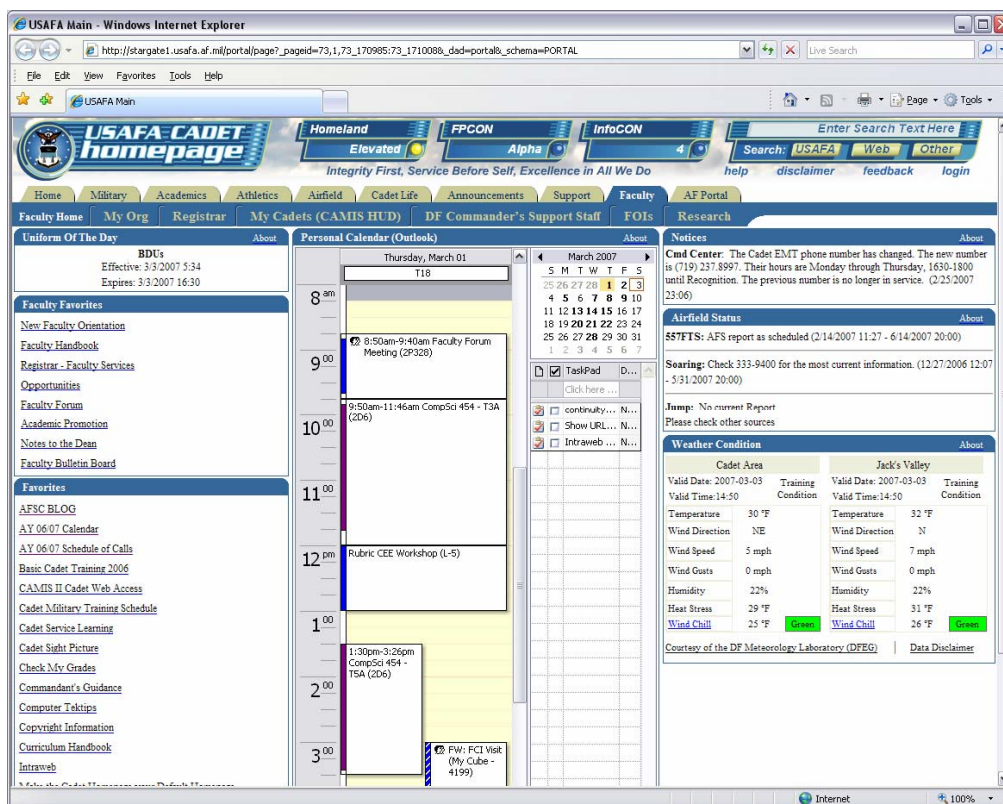 USAFA Main - Windows Internet Explorer
http://stargate1.usafa.af.mil/portal/page?_pageid=73,1,73_170985:73_171008&_dad=portal&_schema=PORTAL
Live Search
File Edit View Favorites Tools Help
USAFA Main
Page Tools
USAFA CADET
homepage
Homeland
Elevated
FPCON
Alpha
InfoCON
4
Enter Search Text Here
Search: USAFA Web Other
Integrity First, Service Before Self, Excellence in All We Do
help disclaimer feedback login
Home Military Academics Athletics Airfield Cadet Life Announcements Support Faculty AF Portal
Faculty Home My Org Registrar My Cadets (CAMIS HUD) DF Commander's Support Staff FOIs Research
Uniform Of The Day About
BDUs
Effective: 3/3/2007 5:34
Expires: 3/3/2007 16:30
Faculty Favorites
New Faculty Orientation
Faculty Handbook
Registrar - Faculty Services
Opportunities
Faculty Forum
Academic Promotion
Notes to the Dean
Faculty Bulletin Board
Favorites
AFSC BLOG
AY 06/07 Calendar
AY 06/07 Schedule of Calls
Basic Cadet Training 2006
CAMIS II Cadet Web Access
Cadet Military Training Schedule
Cadet Service Learning
Cadet Sight Picture
Check My Grades
Commandant's Guidance
Computer Tektips
Copyright Information
Curriculum Handbook
Intraweb
Personal Calendar (Outlook) About
Thursday, March 01
T18
8 am
8:50am-9:40am Faculty Forum
Meeting (2P328)
9 00
9:50am-11:46am CompSci 454 - T3A
(2D6)
10 00
11 00
12 pm
Rubric CEE Workshop (L-5)
1 00
1:30pm-3:26pm
CompSci 454 -
T5A (2D6)
2 00
3 00
FW: FCI Visit
(My Cube -
4199)
March 2007
S M T W T F S
25 26 27 28 1 2 3
4 5 6 7 8 9 10
11 12 13 14 15 16 17
18 19 20 21 22 23 24
25 26 27 28 29 30 31
1 2 3 4 5 6 7
TaskPad D...
Click here ...
continuity... N...
Show URL... N...
Intraweb ... N...
Notices About
Cmd Center: The Cadet EMT phone number has changed. The new number
is (719) 237.8997. Their hours are Monday through Thursday, 1630-1800
until Recognition. The previous number is no longer in service. (2/25/2007
23:06)
Airfield Status About
557FTS: AFS report as scheduled (2/14/2007 11:27 - 6/14/2007 20:00)
Soaring: Check 333-9400 for the most current information. (12/27/2006 12:07
- 5/31/2007 20:00)
Jump: No current Report
Please check other sources
Weather Condition About
Cadet Area
Valid Date: 2007-03-03
Valid Time:14:50
Training
Condition
Temperature 30 °F
Wind Direction NE
Wind Speed 5 mph
Wind Gusts 0 mph
Humidity 22%
Heat Stress 29 °F
Wind Chill 25 °F Green
Jack's Valley
Valid Date: 2007-03-03
Valid Time:14:50
Training
Condition
Temperature 32 °F
Wind Direction N
Wind Speed 7 mph
Wind Gusts 0 mph
Humidity 22%
Heat Stress 31 °F
Wind Chill 26 °F Green
Courtesy of the DF Meteorology Laboratory (DFEG) | Data Disclaimer
Internet 100%